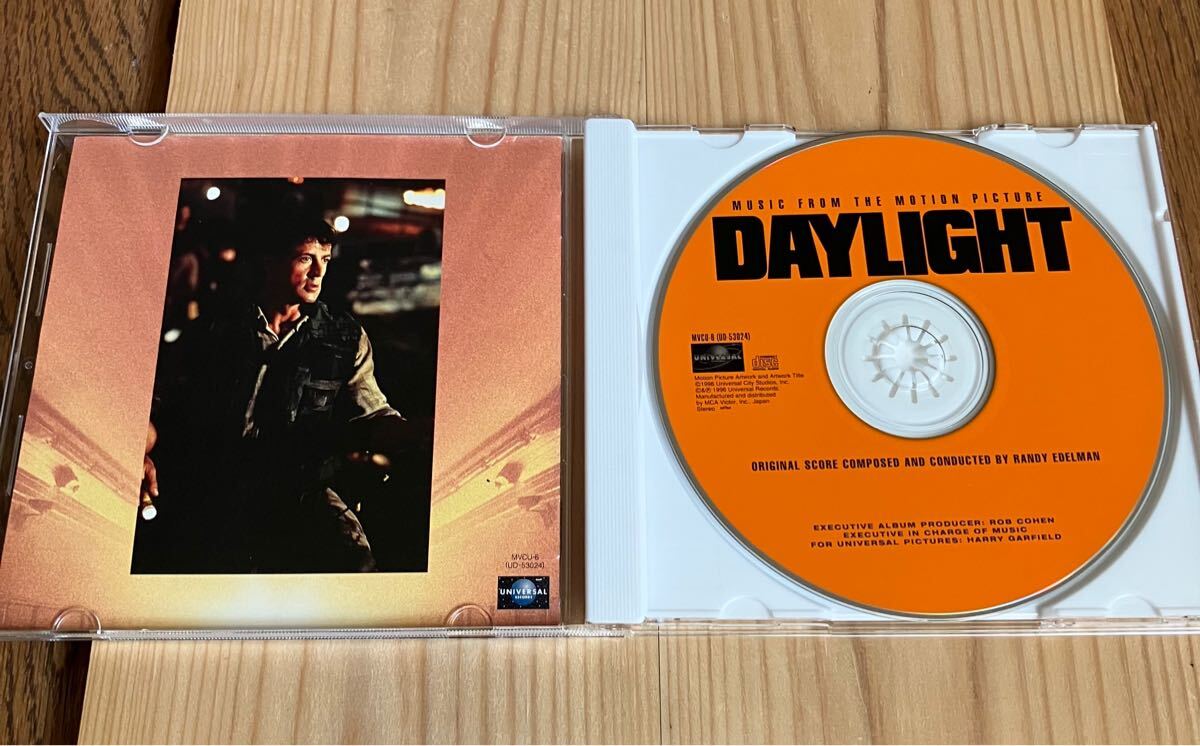 MVCU-6
(UD-53024)
UNIVERSAL
RECORDS
MUSIC FROM THE MOTION PICTURE
DAYLIGHT
MVCU-6 (UD-53024)
UNIVERSAL
disc
Motion Picture Artwork and Artwork Title
©1996 Universal City Studios, Inc.
©&℗ 1996 Universal Records.
Manufactured and distributed
by MCA Victor, Inc., Japan
Stereo
ORIGINAL SCORE COMPOSED AND CONDUCTED BY RANDY EDELMAN
EXECUTIVE ALBUM PRODUCER: ROB COHEN
EXECUTIVE IN CHARGE OF MUSIC
FOR UNIVERSAL PICTURES: HARRY GARFIELD